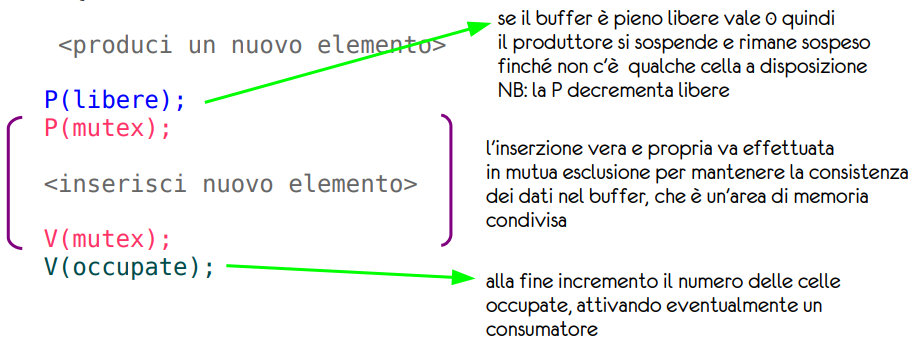 <produci un nuovo elemento>
P(libere);
P(mutex);
<inserisci nuovo elemento>
V(mutex);
V(occupate);
se il buffer è pieno libere vale 0 quindi
il produttore si sospende e rimane sospeso
finché non c'è qualche cella a disposizione
NB: la P decrementa libere
l'inserzione vera e propria va effettuata
in mutua esclusione per mantenere la consistenza
dei dati nel buffer, che è un'area di memoria
condivisa
alla fine incremento il numero delle celle
occupate, attivando eventualmente un
consumatore